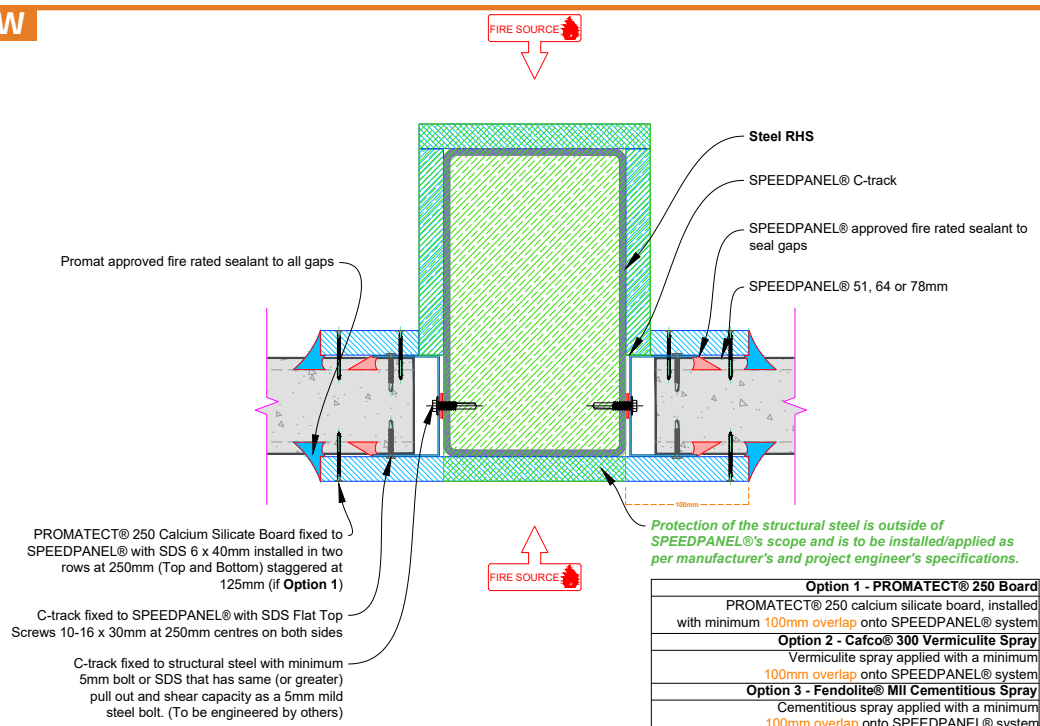 W
FIRE SOURCE
Steel RHS
SPEEDPANEL® C-track
SPEEDPANEL® approved fire rated sealant to
seal gaps
SPEEDPANEL® 51, 64 or 78mm
Promat approved fire rated sealant to all gaps
100mm
PROMATECT® 250 Calcium Silicate Board fixed to
SPEEDPANEL® with SDS 6 x 40mm installed in two
rows at 250mm (Top and Bottom) staggered at
125mm (if Option 1)
C-track fixed to SPEEDPANEL® with SDS Flat Top
Screws 10-16 x 30mm at 250mm centres on both sides
C-track fixed to structural steel with minimum
5mm bolt or SDS that has same (or greater)
pull out and shear capacity as a 5mm mild
steel bolt. (To be engineered by others)
FIRE SOURCE
Protection of the structural steel is outside of
SPEEDPANEL®'s scope and is to be installed/applied as
per manufacturer's and project engineer's specifications.
Option 1 - PROMATECT® 250 Board
PROMATECT® 250 calcium silicate board, installed
with minimum 100mm overlap onto SPEEDPANEL® system
Option 2 - Cafco® 300 Vermiculite Spray
Vermiculite spray applied with a minimum
100mm overlap onto SPEEDPANEL® system
Option 3 - Fendolite® MII Cementitious Spray
Cementitious spray applied with a minimum
100mm overlap onto SPEEDPANEL® system